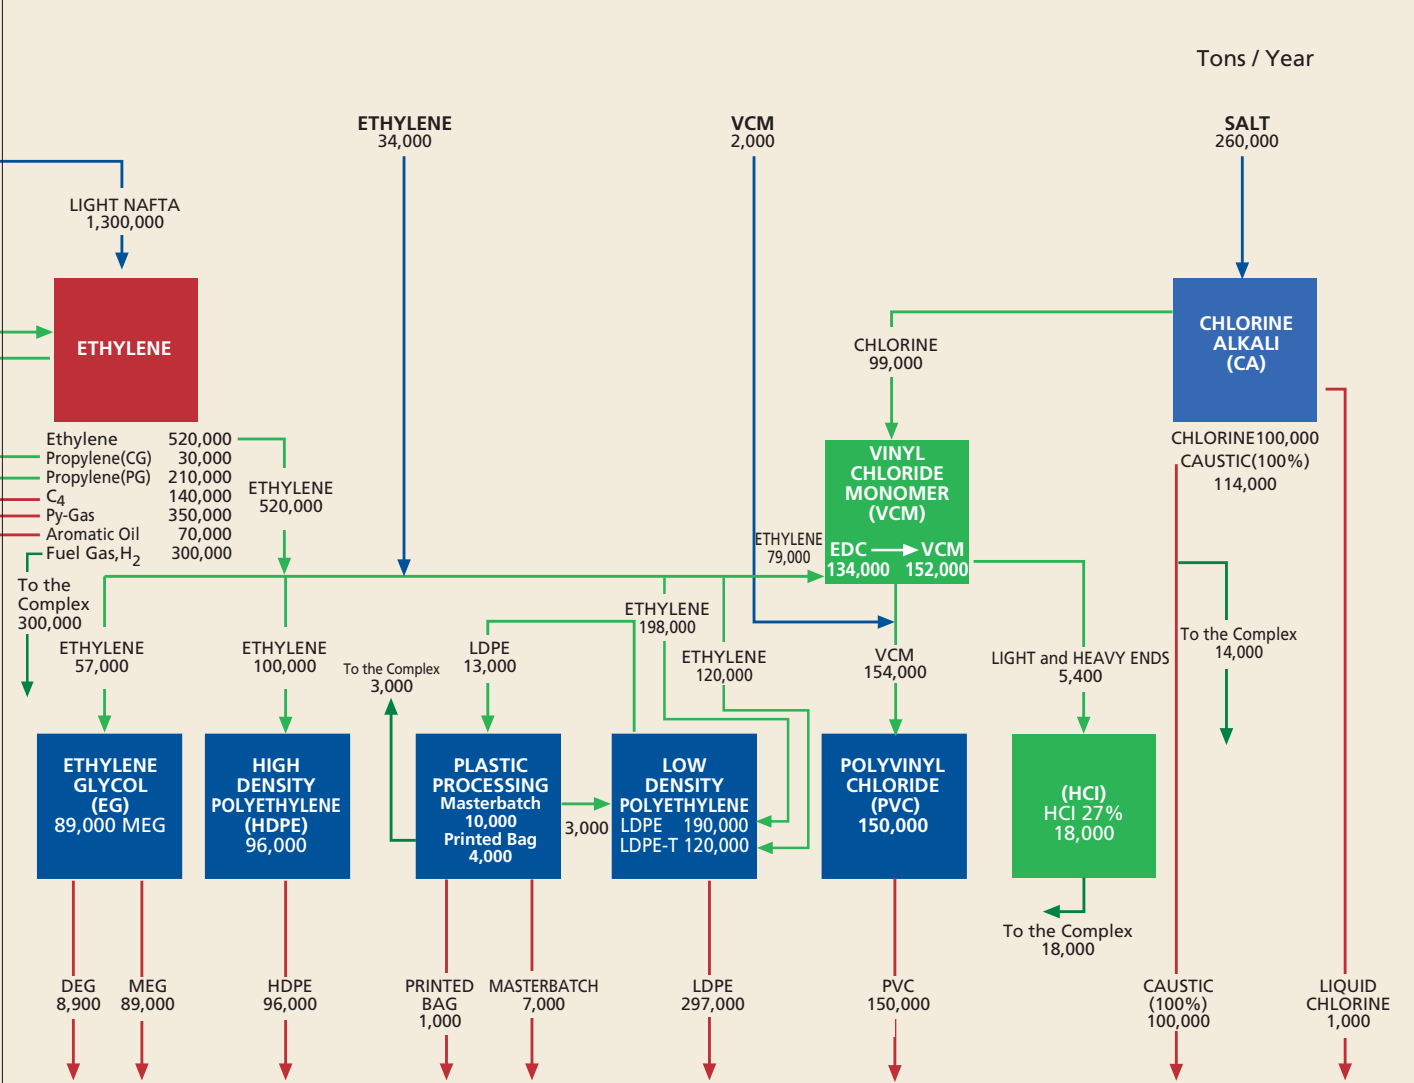 Tons / Year
ETHYLENE
34,000
VCM
2,000
SALT
260,000
LIGHT NAFTA
1,300,000
ETHYLENE
CHLORINE
ALKALI
(CA)
CHLORINE
99,000
Ethylene 520,000
Propylene(CG) 30,000
Propylene(PG) 210,000
C4 140,000
Py-Gas 350,000
Aromatic Oil 70,000
Fuel Gas,H2 300,000
ETHYLENE
520,000
CHLORINE100,000
CAUSTIC(100%)
114,000
VINYL
CHLORIDE
MONOMER
(VCM)
EDC VCM
134,000 152,000
ETHYLENE
79,000
To the
Complex
300,000
ETHYLENE
57,000
ETHYLENE
100,000
To the Complex
3,000
LDPE
13,000
ETHYLENE
198,000
ETHYLENE
120,000
VCM
154,000
LIGHT and HEAVY ENDS
5,400
To the Complex
14,000
ETHYLENE
GLYCOL
(EG)
89,000 MEG
HIGH
DENSITY
POLYETHYLENE
(HDPE)
96,000
PLASTIC
PROCESSING
Masterbatch
10,000
Printed Bag
4,000
3,000
LOW
DENSITY
POLYETHYLENE
LDPE 190,000
LDPE-T 120,000
POLYVINYL
CHLORIDE
(PVC)
150,000
(HCI)
HCI 27%
18,000
To the Complex
18,000
DEG
8,900
MEG
89,000
HDPE
96,000
PRINTED
BAG
1,000
MASTERBATCH
7,000
LDPE
297,000
PVC
150,000
CAUSTIC
(100%)
100,000
LIQUID
CHLORINE
1,000